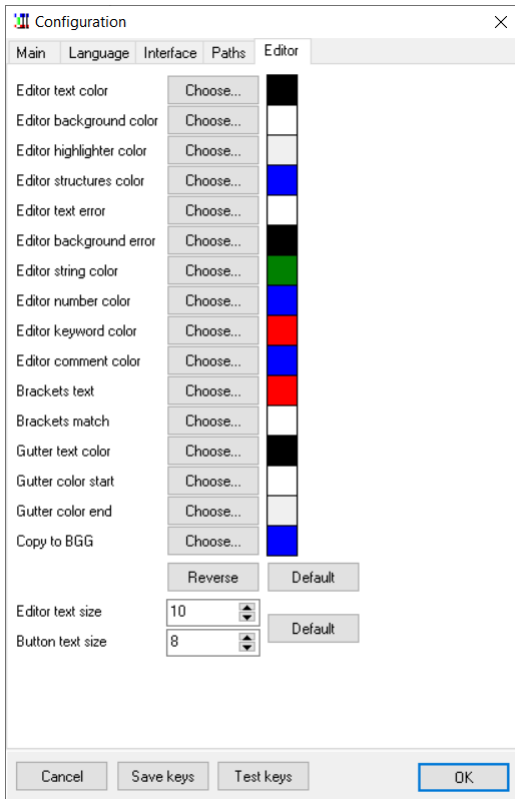 Configuration
Main Language Interface Paths Editor
Editor text color Choose...
Editor background color Choose...
Editor highlighter color Choose...
Editor structures color Choose...
Editor text error Choose...
Editor background error Choose...
Editor string color Choose...
Editor number color Choose...
Editor keyword color Choose...
Editor comment color Choose...
Brackets text Choose...
Brackets match Choose...
Gutter text color Choose...
Gutter color start Choose...
Gutter color end Choose...
Copy to BGG Choose...
Reverse Default
Editor text size 10
Default
Button text size 8
Cancel Save keys Test keys OK